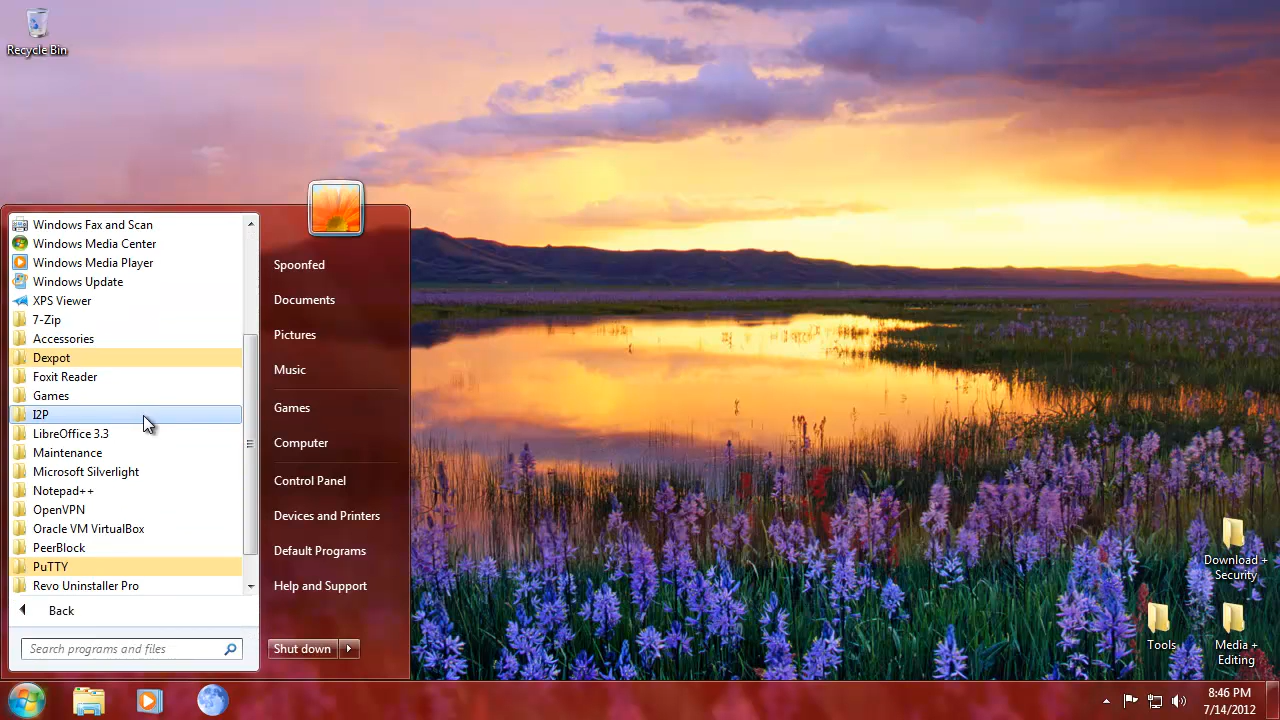 Recycle Bin
Windows Fax and Scan
Windows Media Center
Windows Media Player
Windows Update
XPS Viewer
7-Zip
Accessories
Dexpot
Foxit Reader
Games
I2P
LibreOffice 3.3
Maintenance
Microsoft Silverlight
Notepad++
OpenVPN
Oracle VM VirtualBox
PeerBlock
PuTTY
Revo Uninstaller Pro
Back
Search programs and files
Spoonfed
Documents
Pictures
Music
Games
Computer
Control Panel
Devices and Printers
Default Programs
Help and Support
Shut down
Download +
Security
Tools
Media +
Editing
8:46 PM
7/14/2012